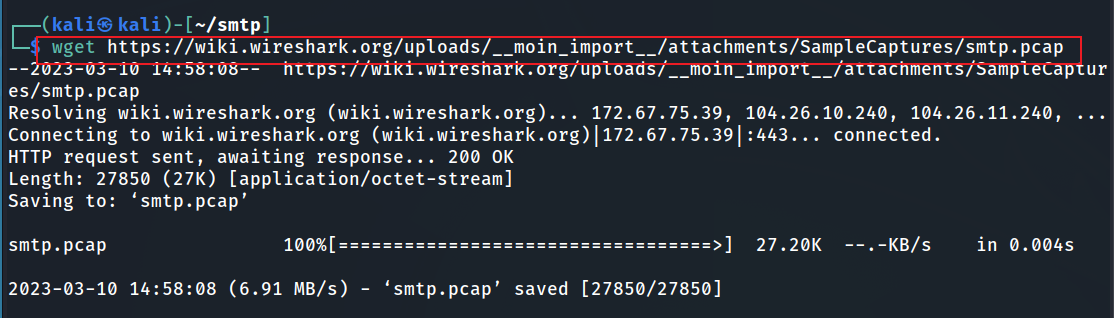 ┌──(kali㉿kali)-[~/smtp]
└─$ wget https://wiki.wireshark.org/uploads/__moin_import__/attachments/SampleCaptures/smtp.pcap
--2023-03-10 14:58:08--  https://wiki.wireshark.org/uploads/__moin_import__/attachments/SampleCaptur
es/smtp.pcap
Resolving wiki.wireshark.org (wiki.wireshark.org)... 172.67.75.39, 104.26.10.240, 104.26.11.240, ...
Connecting to wiki.wireshark.org (wiki.wireshark.org)|172.67.75.39|:443... connected.
HTTP request sent, awaiting response... 200 OK
Length: 27850 (27K) [application/octet-stream]
Saving to: ‘smtp.pcap’
smtp.pcap                100%[==================================>]  27.20K  --.-KB/s    in 0.004s
2023-03-10 14:58:08 (6.91 MB/s) - ‘smtp.pcap’ saved [27850/27850]